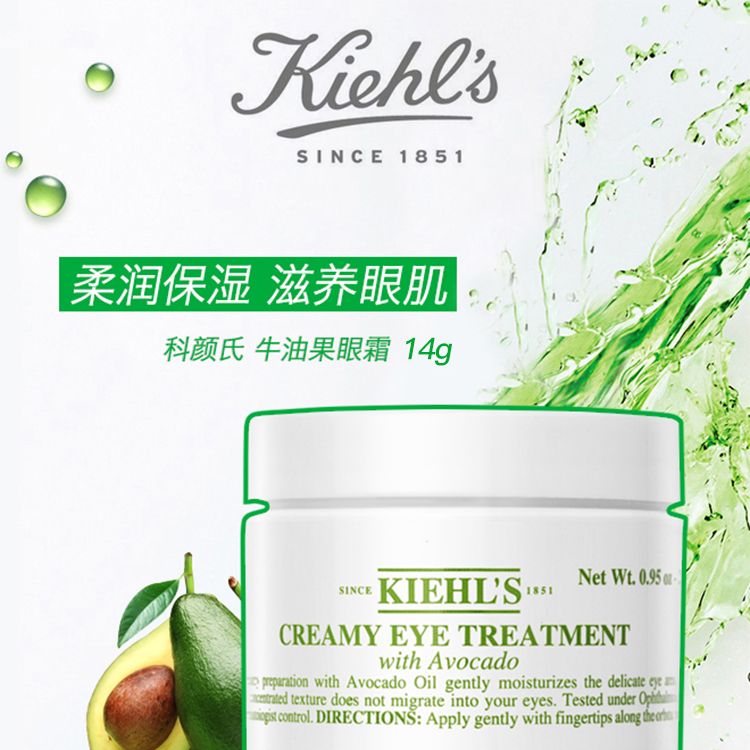 Kiehl's
SINCE 1851
柔润保湿 滋养眼肌
科颜氏 牛油果眼霜 14g
Net Wt. 0.95 oz
SINCE KIEHL'S 1851
CREAMY EYE TREATMENT
with Avocado
preparation with Avocado Oil gently moisturizes the delicate eye
texture does not migrate into your eyes. Tested under
control. DIRECTIONS: Apply gently with fingertips along the